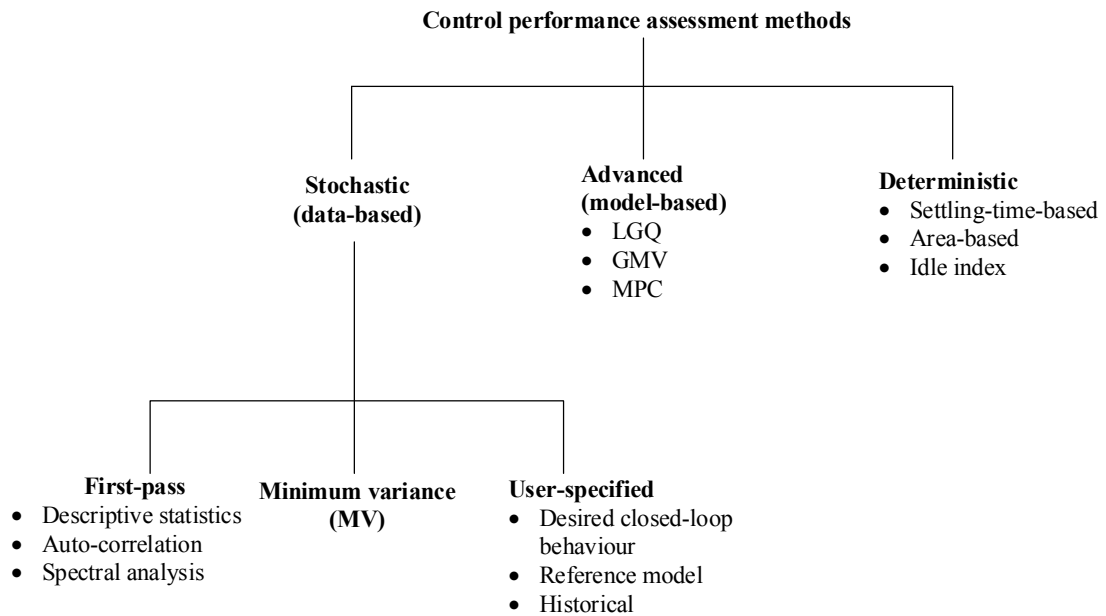 Control performance assessment methods
Stochastic
(data-based)
Advanced
(model-based)
• LGQ
• GMV
• MPC
Deterministic
• Settling-time-based
• Area-based
• Idle index
First-pass
• Descriptive statistics
• Auto-correlation
• Spectral analysis
Minimum variance
(MV)
User-specified
• Desired closed-loop
behaviour
• Reference model
• Historical